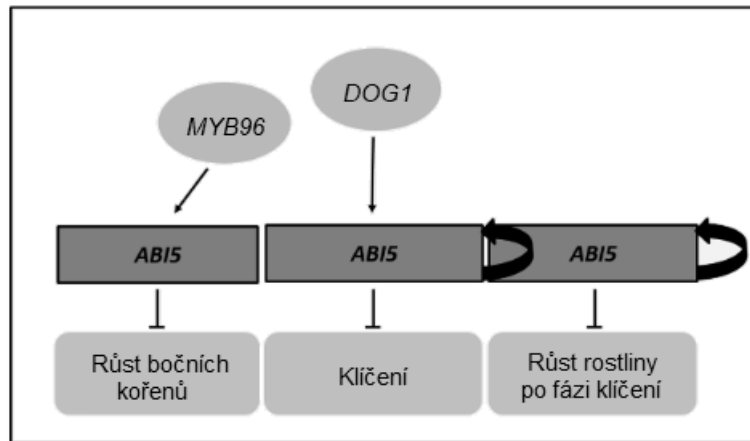 MYB96
DOG1
ABI5
ABI5
ABI5
Růst bočních
kořenů
Klíčení
Růst rostliny
po fázi klíčení